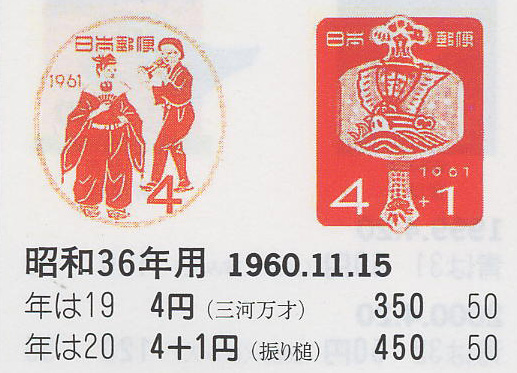 日本郵便
1961
4
日本郵便
1961
4+1
昭和36年用 1960.11.15
年は19 4円（三河万才） 350 50
年は20 4+1円（振り槌） 450 50